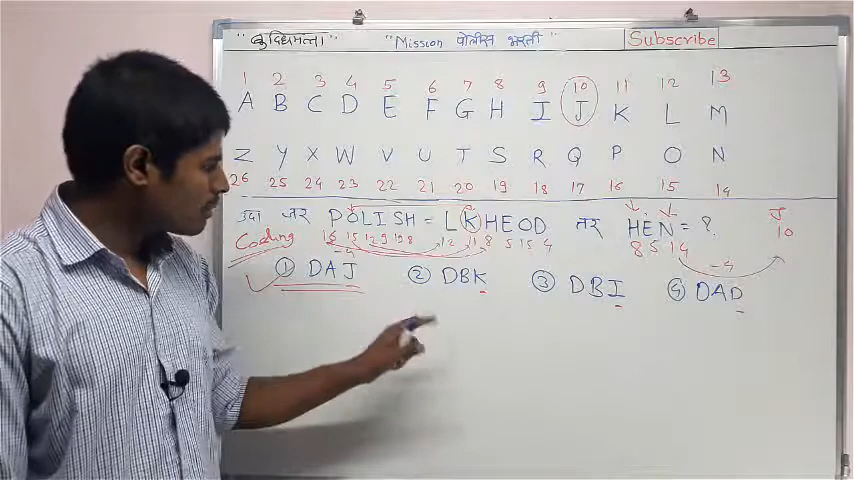 "बुद्धिमत्ता" "Mission पोलीस भरती" Subscribe
1 2 3 4 5 6 7 8 9 10 11 12 13
A B C D E F G H I J K L M
Z Y X W V U T S R Q P O N
26 25 24 23 22 21 20 19 18 17 16 15 14
उदा जर POLISH = LKHEOD तर HEN = ?. J
Coding 16 15 12 9 19 8 12 11 8 5 15 4 8 5 14 10
-4 -4
① DAJ ② DBK ③ DBI ④ DAD